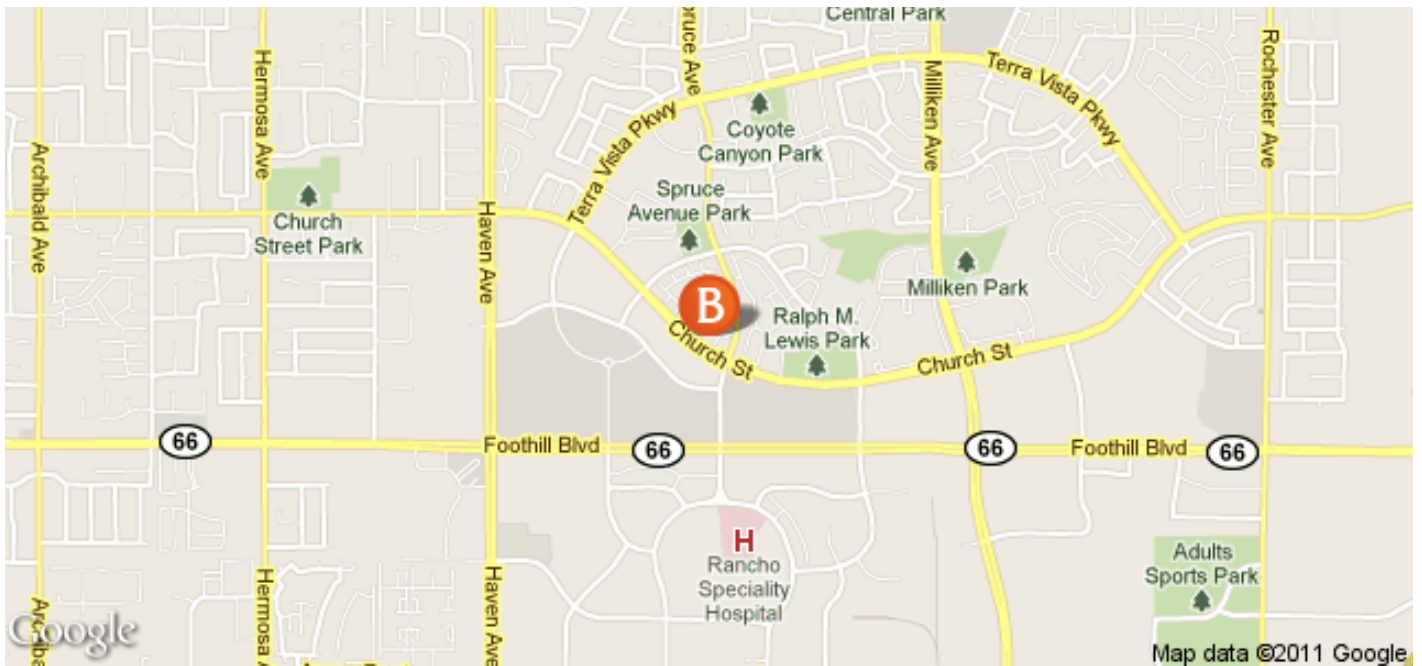 Central Park
Spruce Ave
Hermosa Ave
Archibald Ave
Haven Ave
Terra Vista Pkwy
Milliken Ave
Terra Vista Pkwy
Rochester Ave
Coyote
Canyon Park
Spruce
Avenue Park
Church
Street Park
Milliken Park
B
Ralph M.
Lewis Park
Church St
Church St
66
Foothill Blvd
66
66
Foothill Blvd
66
H
Rancho
Speciality
Hospital
Adults
Sports Park
Hermosa A
Haven Ave
Archib
Google
Map data ©2011 Google